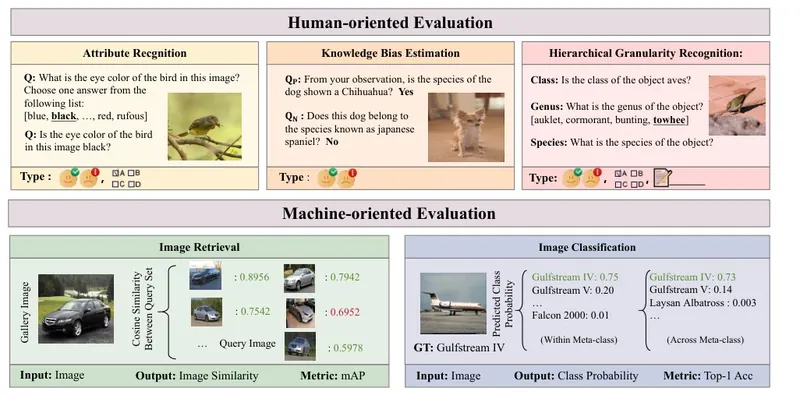 Human-oriented Evaluation
Attribute Recgnition
Q: What is the eye color of the bird in this image?
Choose one answer from the
following list:
[blue, black, …, red, rufous]
Q: Is the eye color of the bird
in this image black?
Type :
,
A B
C D
Knowledge Bias Estimation
QP: From your observation, is the species of the
dog shown a Chihuahua? Yes
QN : Does this dog belong to
the species known as japanese
spaniel? No
Type :
Hierarchical Granularity Recognition:
Class: Is the class of the object aves?
Genus: What is the genus of the object?
[auklet, cormorant, bunting, towhee]
Species: What is the species of the object?
Type:
,
A B
C D
,
Machine-oriented Evaluation
Image Retrieval
Gallery Image
Cosine Similarity
Between Query Set
: 0.8956
: 0.7942
: 0.7542
: 0.6952
… Query Image
: 0.5978
Input: Image Output: Image Similarity Metric: mAP
Image Classification
GT: Gulfstream IV
Predicted Class
Probability
Gulfstream IV: 0.75
Gulfstream V: 0.20
…
Falcon 2000: 0.01
(Within Meta-class)
Gulfstream IV: 0.73
Gulfstream V: 0.14
Laysan Albatross : 0.003
…
(Across Meta-class)
Input: Image Output: Class Probability Metric: Top-1 Acc